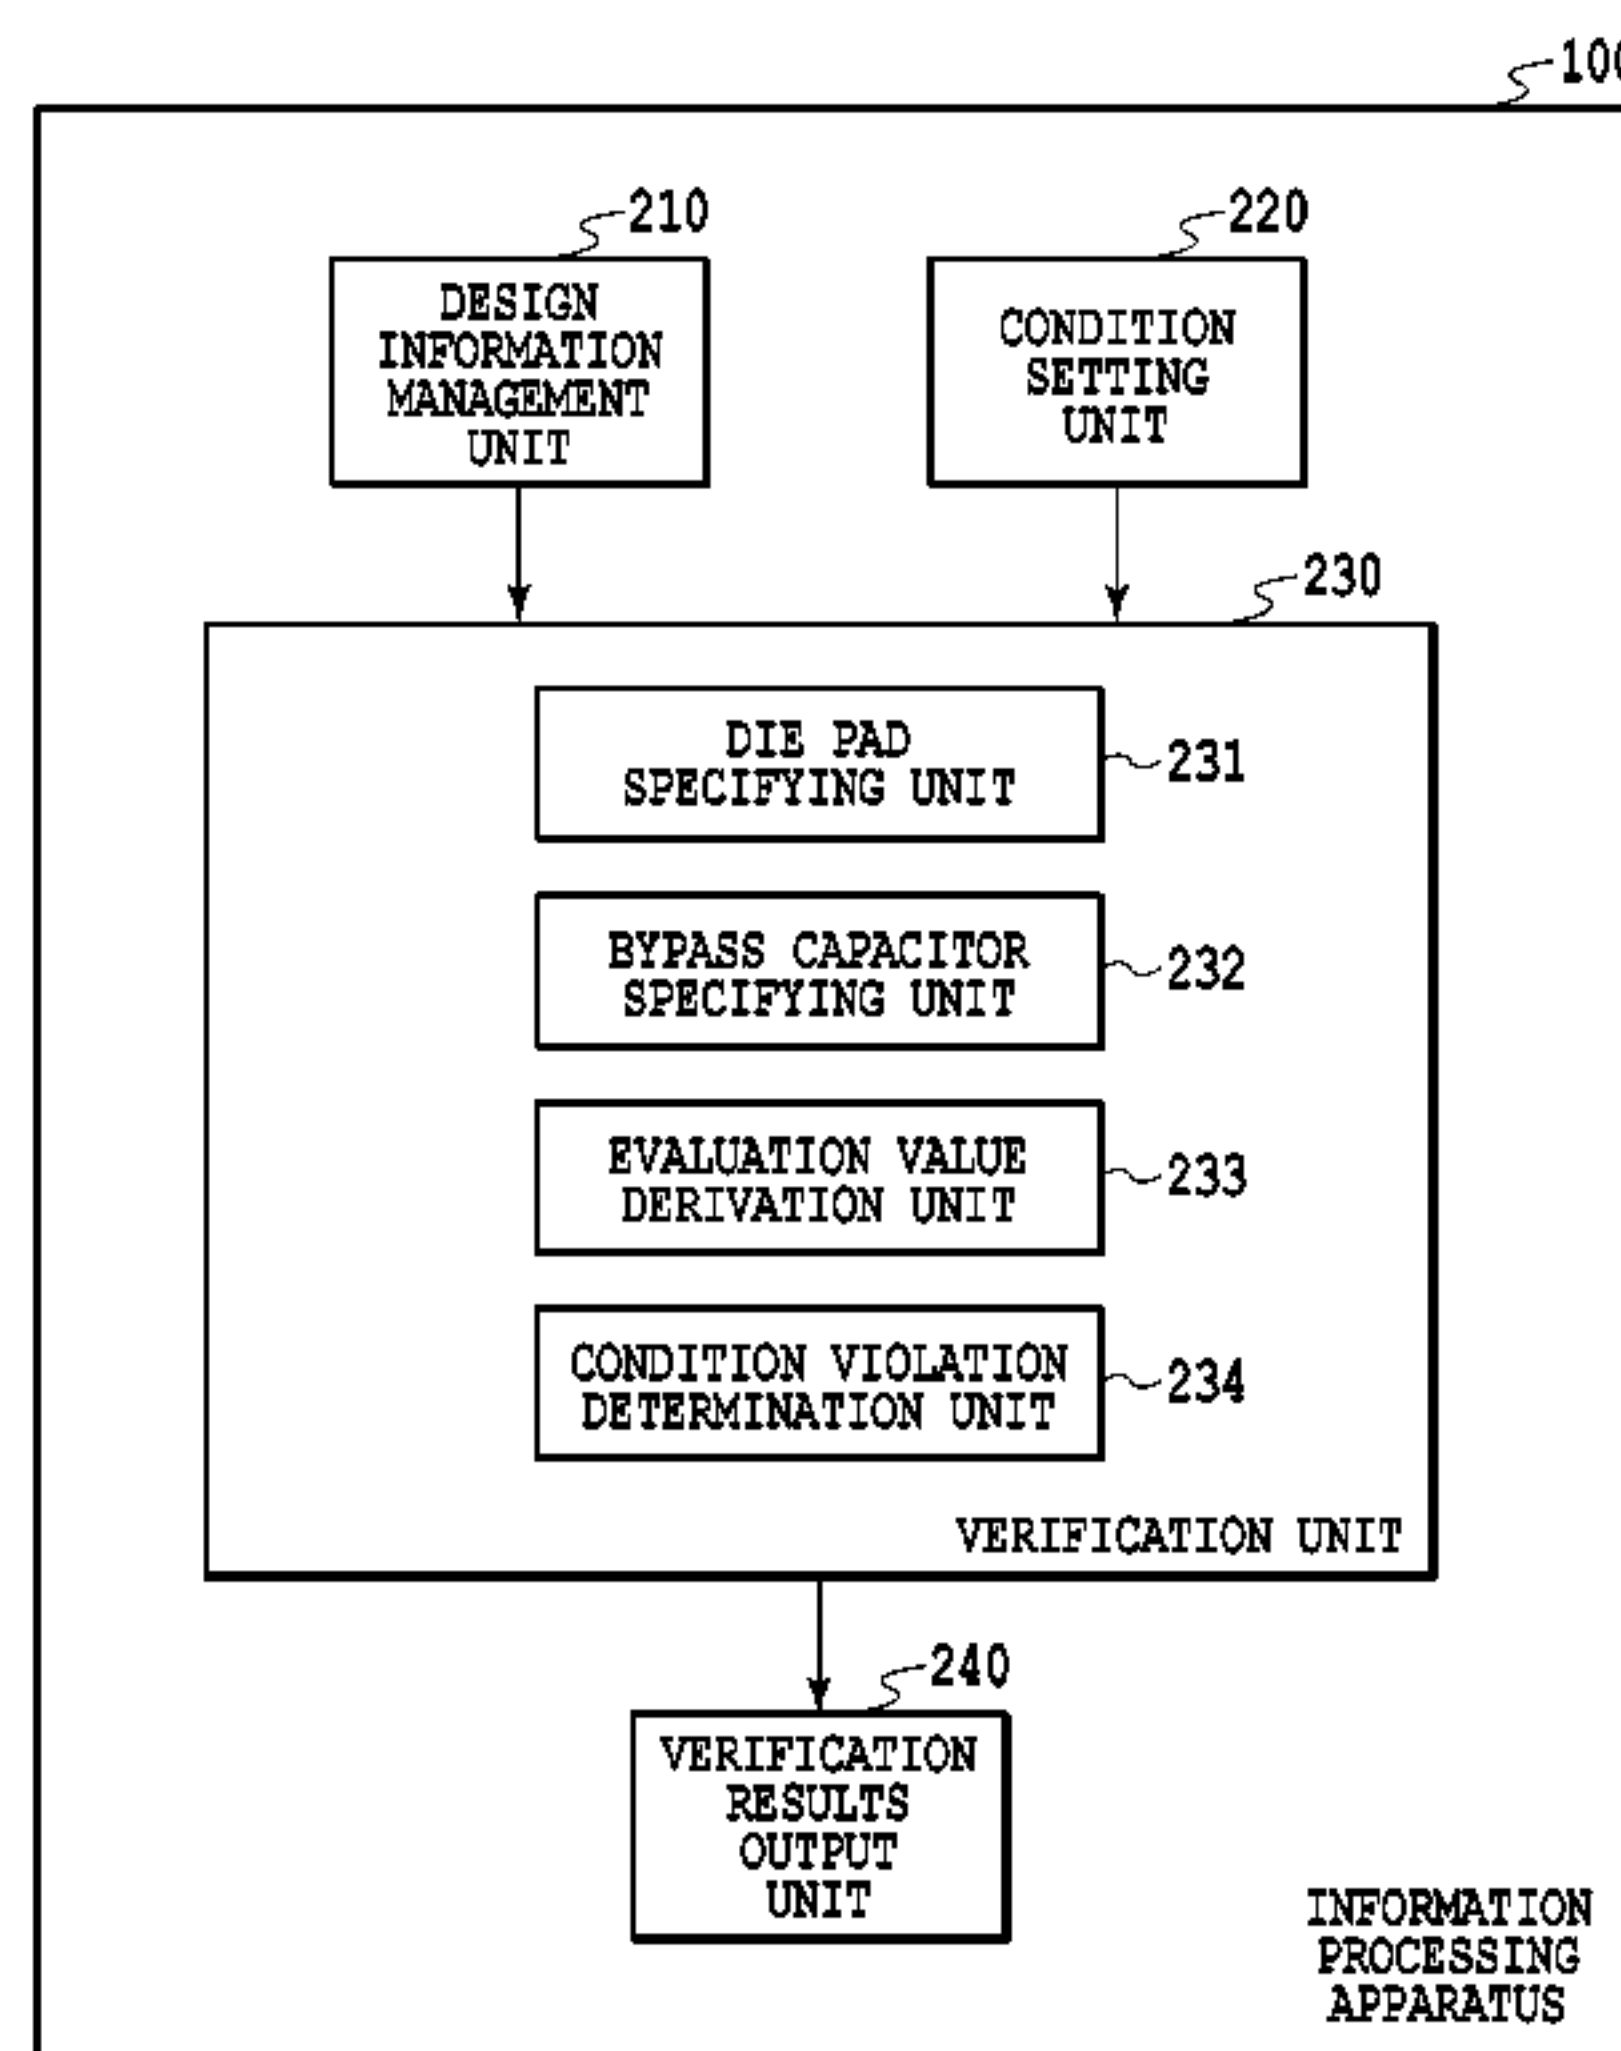 100
210
220
DESIGN
INFORMATION
MANAGEMENT
UNIT
CONDITION
SETTING
UNIT
230
DIE PAD
SPECIFYING UNIT
231
BYPASS CAPACITOR
SPECIFYING UNIT
232
EVALUATION VALUE
DERIVATION UNIT
233
CONDITION VIOLATION
DETERMINATION UNIT
234
VERIFICATION UNIT
240
VERIFICATION
RESULTS
OUTPUT
UNIT
INFORMATION
PROCESSING
APPARATUS